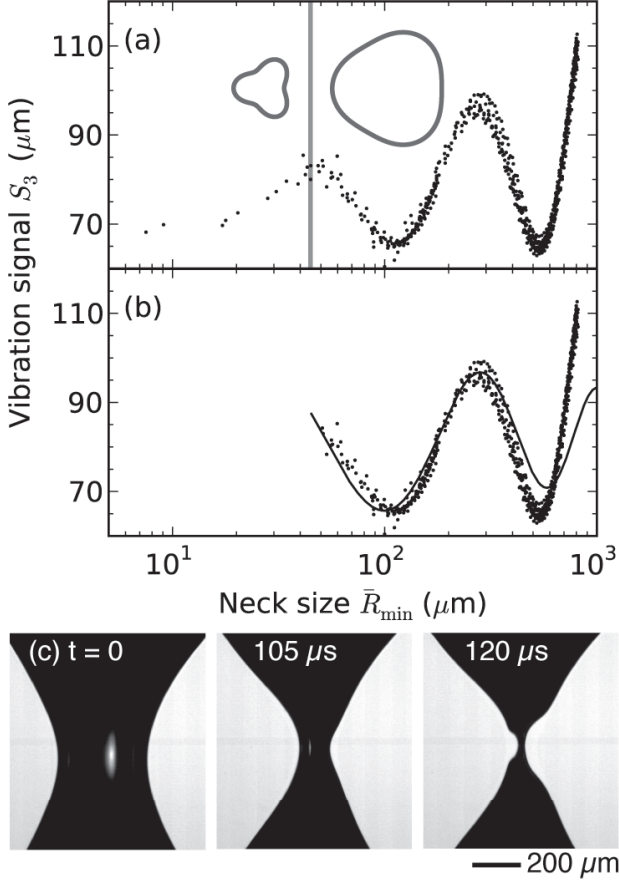 (a)
110
90
70
Vibration signal S₃ (μm)
(b)
110
90
70
10¹ 10² 10³
Neck size R̄ₘᵢₙ (μm)
(c) t = 0 105 μs 120 μs
200 μm